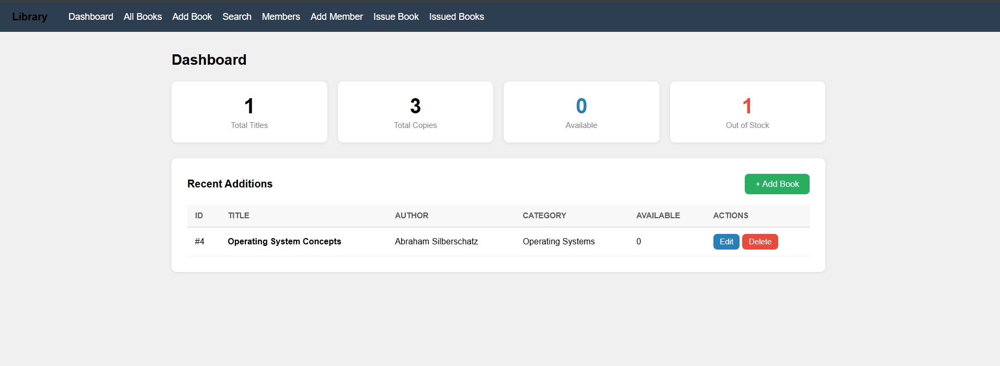 Library Dashboard All Books Add Book Search Members Add Member Issue Book Issued Books
Dashboard
1 3 0 1
Total Titles Total Copies Available Out of Stock
Recent Additions + Add Book
ID TITLE AUTHOR CATEGORY AVAILABLE ACTIONS
#4 Operating System Concepts Abraham Silberschatz Operating Systems 0 Edit Delete